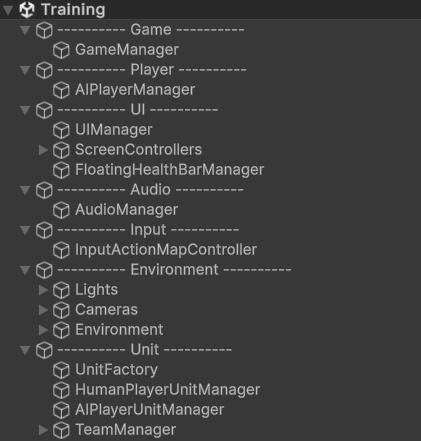 Training
---------- Game ----------
GameManager
---------- Player ----------
AIPlayerManager
---------- UI ----------
UIManager
ScreenControllers
FloatingHealthBarManager
---------- Audio ----------
AudioManager
---------- Input ----------
InputActionMapController
---------- Environment ----------
Lights
Cameras
Environment
---------- Unit ----------
UnitFactory
HumanPlayerUnitManager
AIPlayerUnitManager
TeamManager